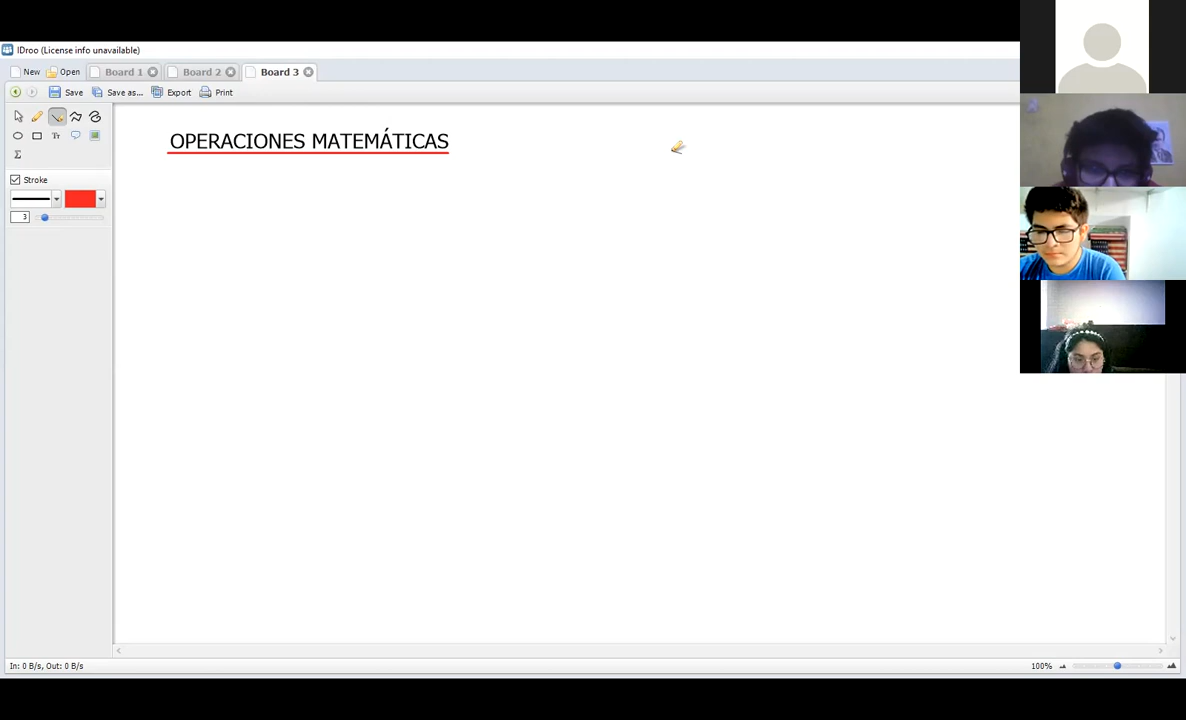 IDroo (License info unavailable)
New Open Board 1 Board 2 Board 3
Save Save as... Export Print
OPERACIONES MATEMÁTICAS
Tт
Σ
Stroke
3
In: 0 B/s, Out: 0 B/s 100%